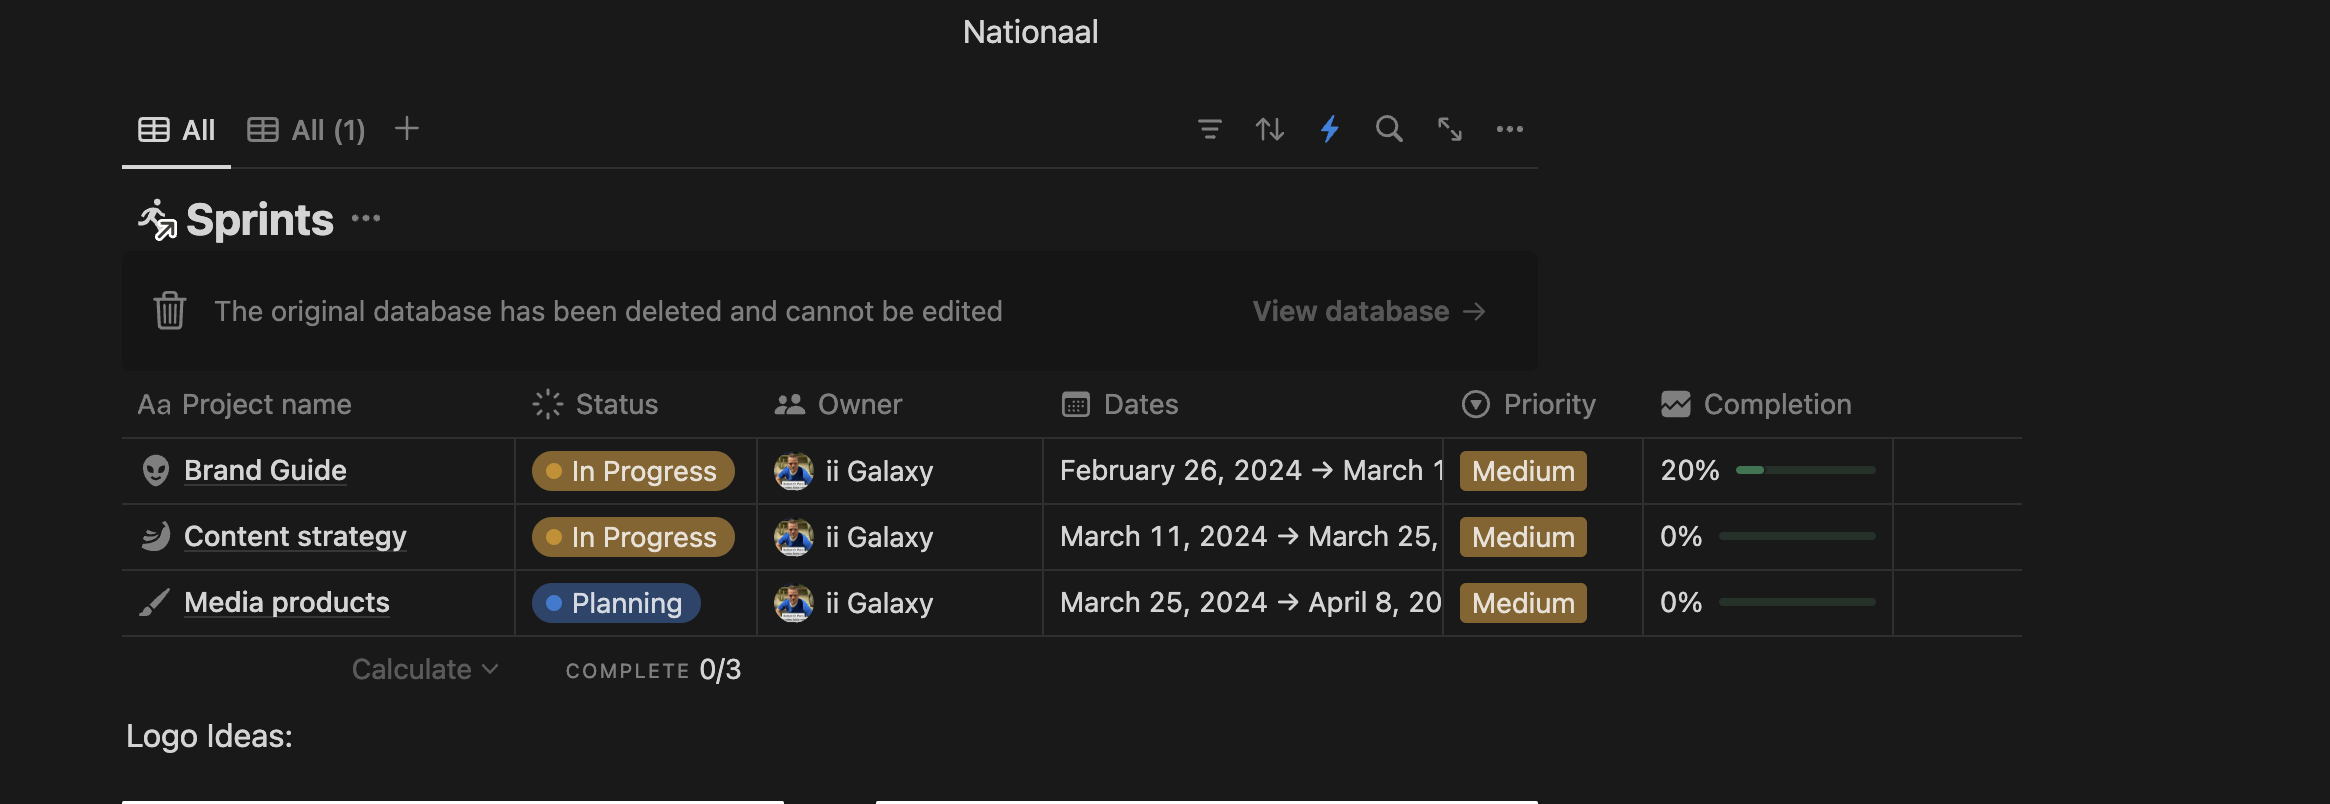 Nationaal
All All (1)
Sprints
The original database has been deleted and cannot be edited View database →
Aa Project name Status Owner Dates Priority Completion
Brand Guide In Progress ii Galaxy February 26, 2024 → March 1 Medium 20%
Content strategy In Progress ii Galaxy March 11, 2024 → March 25, Medium 0%
Media products Planning ii Galaxy March 25, 2024 → April 8, 20 Medium 0%
Calculate COMPLETE 0/3
Logo Ideas: